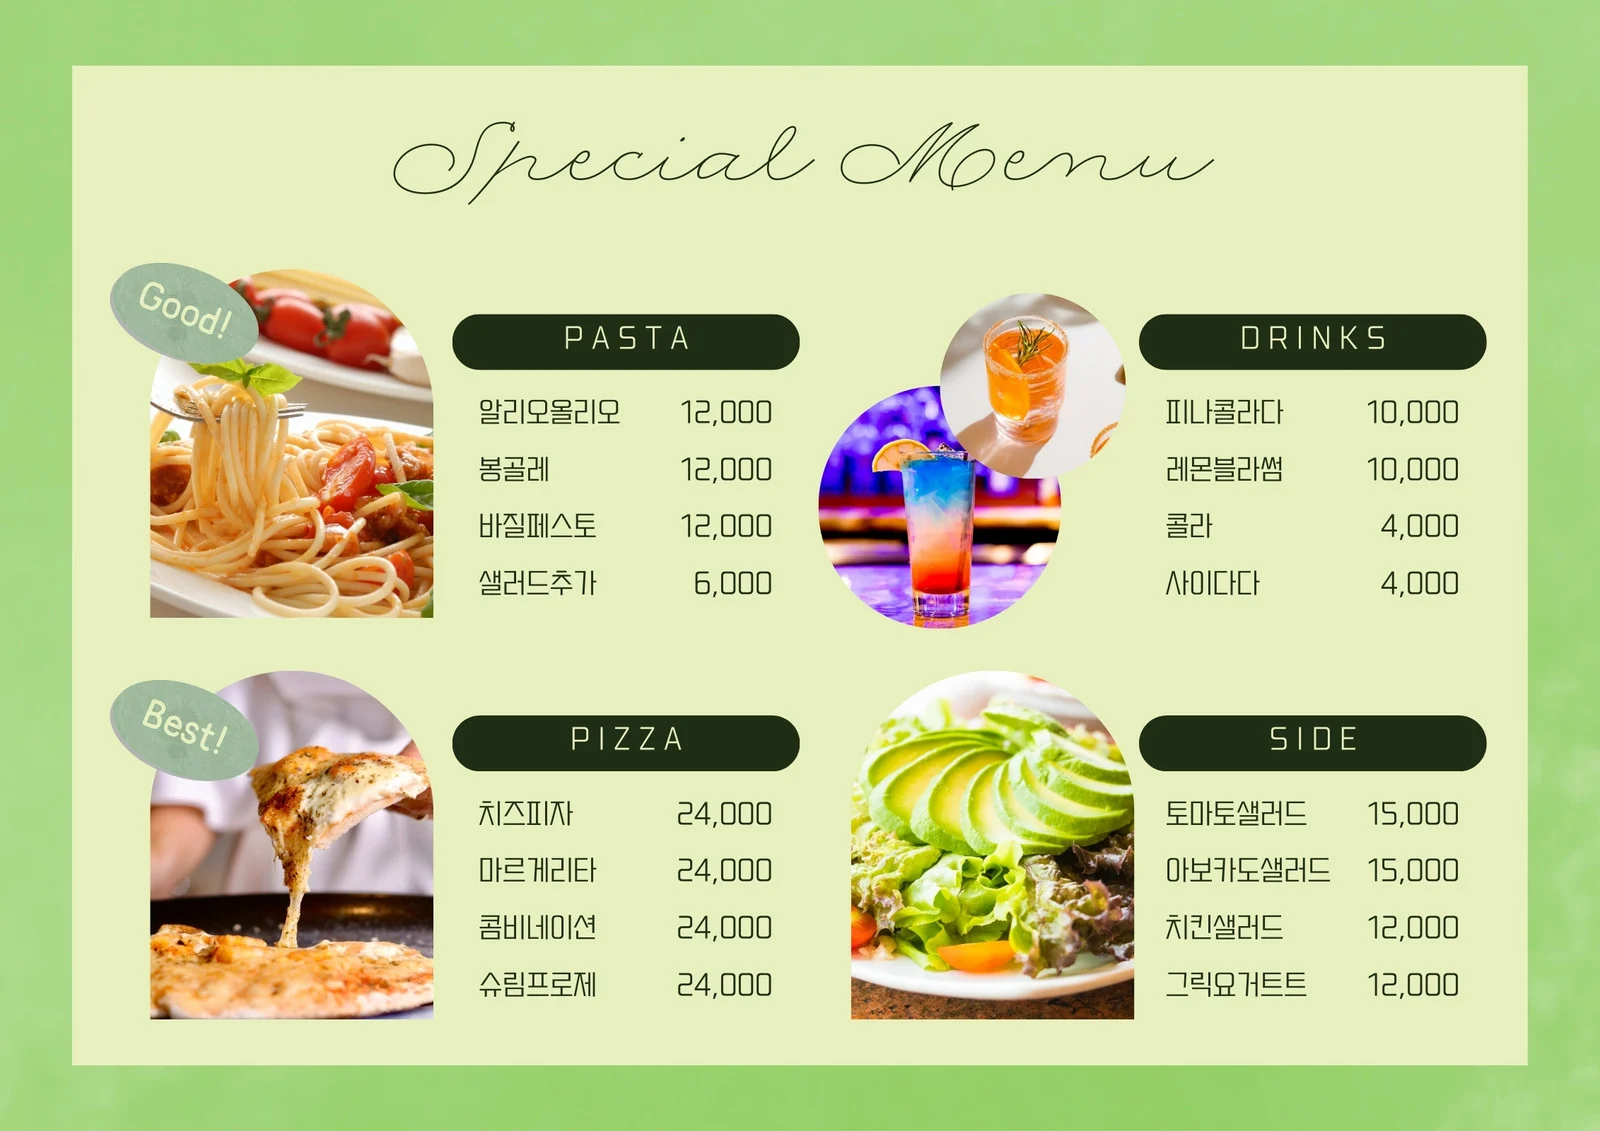 Special Menu
Good!
PASTA
알리오올리오 12,000
봉골레 12,000
바질페스토 12,000
샐러드추가 6,000
DRINKS
피나콜라다 10,000
레몬블라썸 10,000
콜라 4,000
사이다다 4,000
Best!
PIZZA
치즈피자 24,000
마르게리타 24,000
콤비네이션 24,000
슈림프로제 24,000
SIDE
토마토샐러드 15,000
아보카도샐러드 15,000
치킨샐러드 12,000
그릭요거트트 12,000